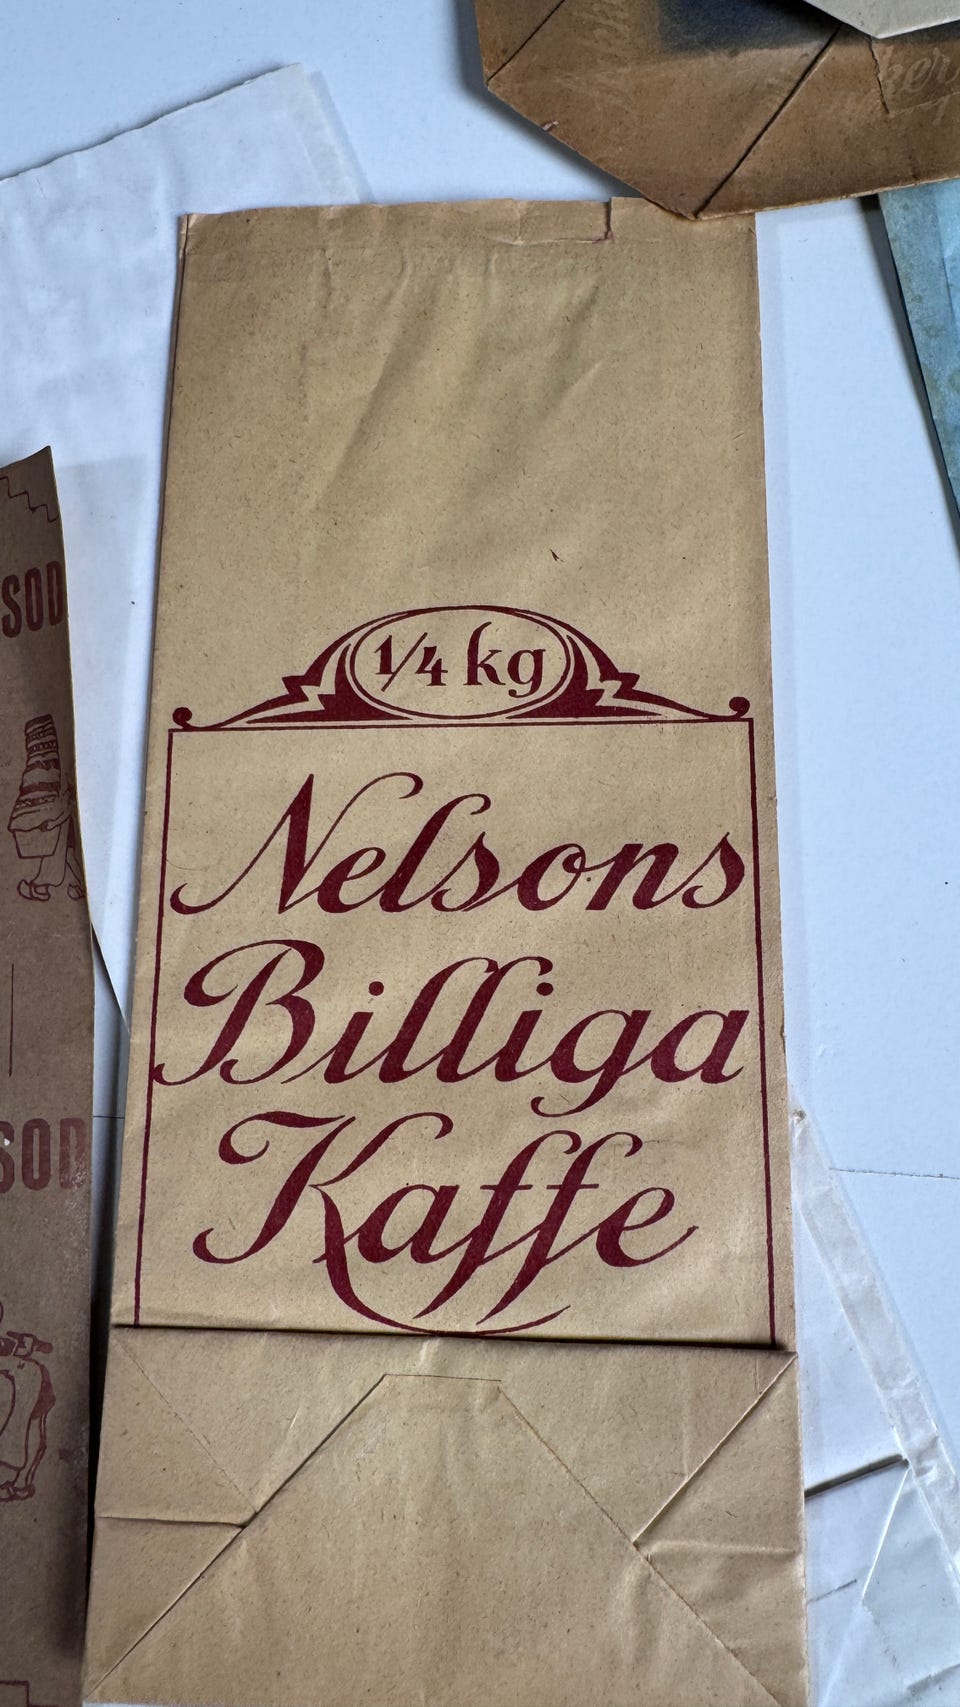 1/4 kg
Nelsons
Billiga
Kaffe
SOD
SOD